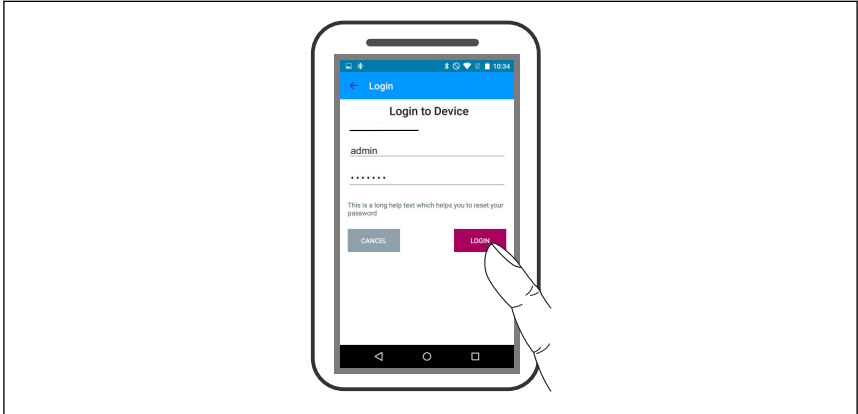 10:34
Login
Login to Device
admin
•••••••
This is a long help text which helps you to reset your
password
CANCEL
LOGIN